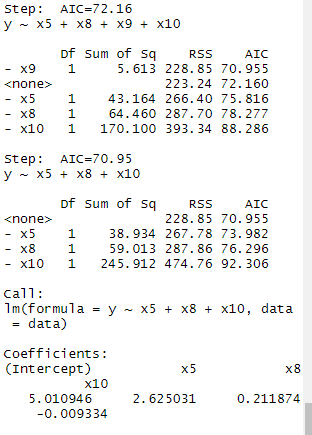 Step:  AIC=72.16
y ~ x5 + x8 + x9 + x10

       Df Sum of Sq    RSS    AIC
- x9    1     5.613 228.85 70.955
<none>              223.24 72.160
- x5    1    43.164 266.40 75.816
- x8    1    64.460 287.70 78.277
- x10   1   170.100 393.34 88.286

Step:  AIC=70.95
y ~ x5 + x8 + x10

       Df Sum of Sq    RSS    AIC
<none>              228.85 70.955
- x5    1    38.934 267.78 73.982
- x8    1    59.013 287.86 76.296
- x10   1   245.912 474.76 92.306

Call:
lm(formula = y ~ x5 + x8 + x10, data
 = data)

Coefficients:
(Intercept)           x5           x8
        x10
   5.010946     2.625031     0.211874
  -0.009334